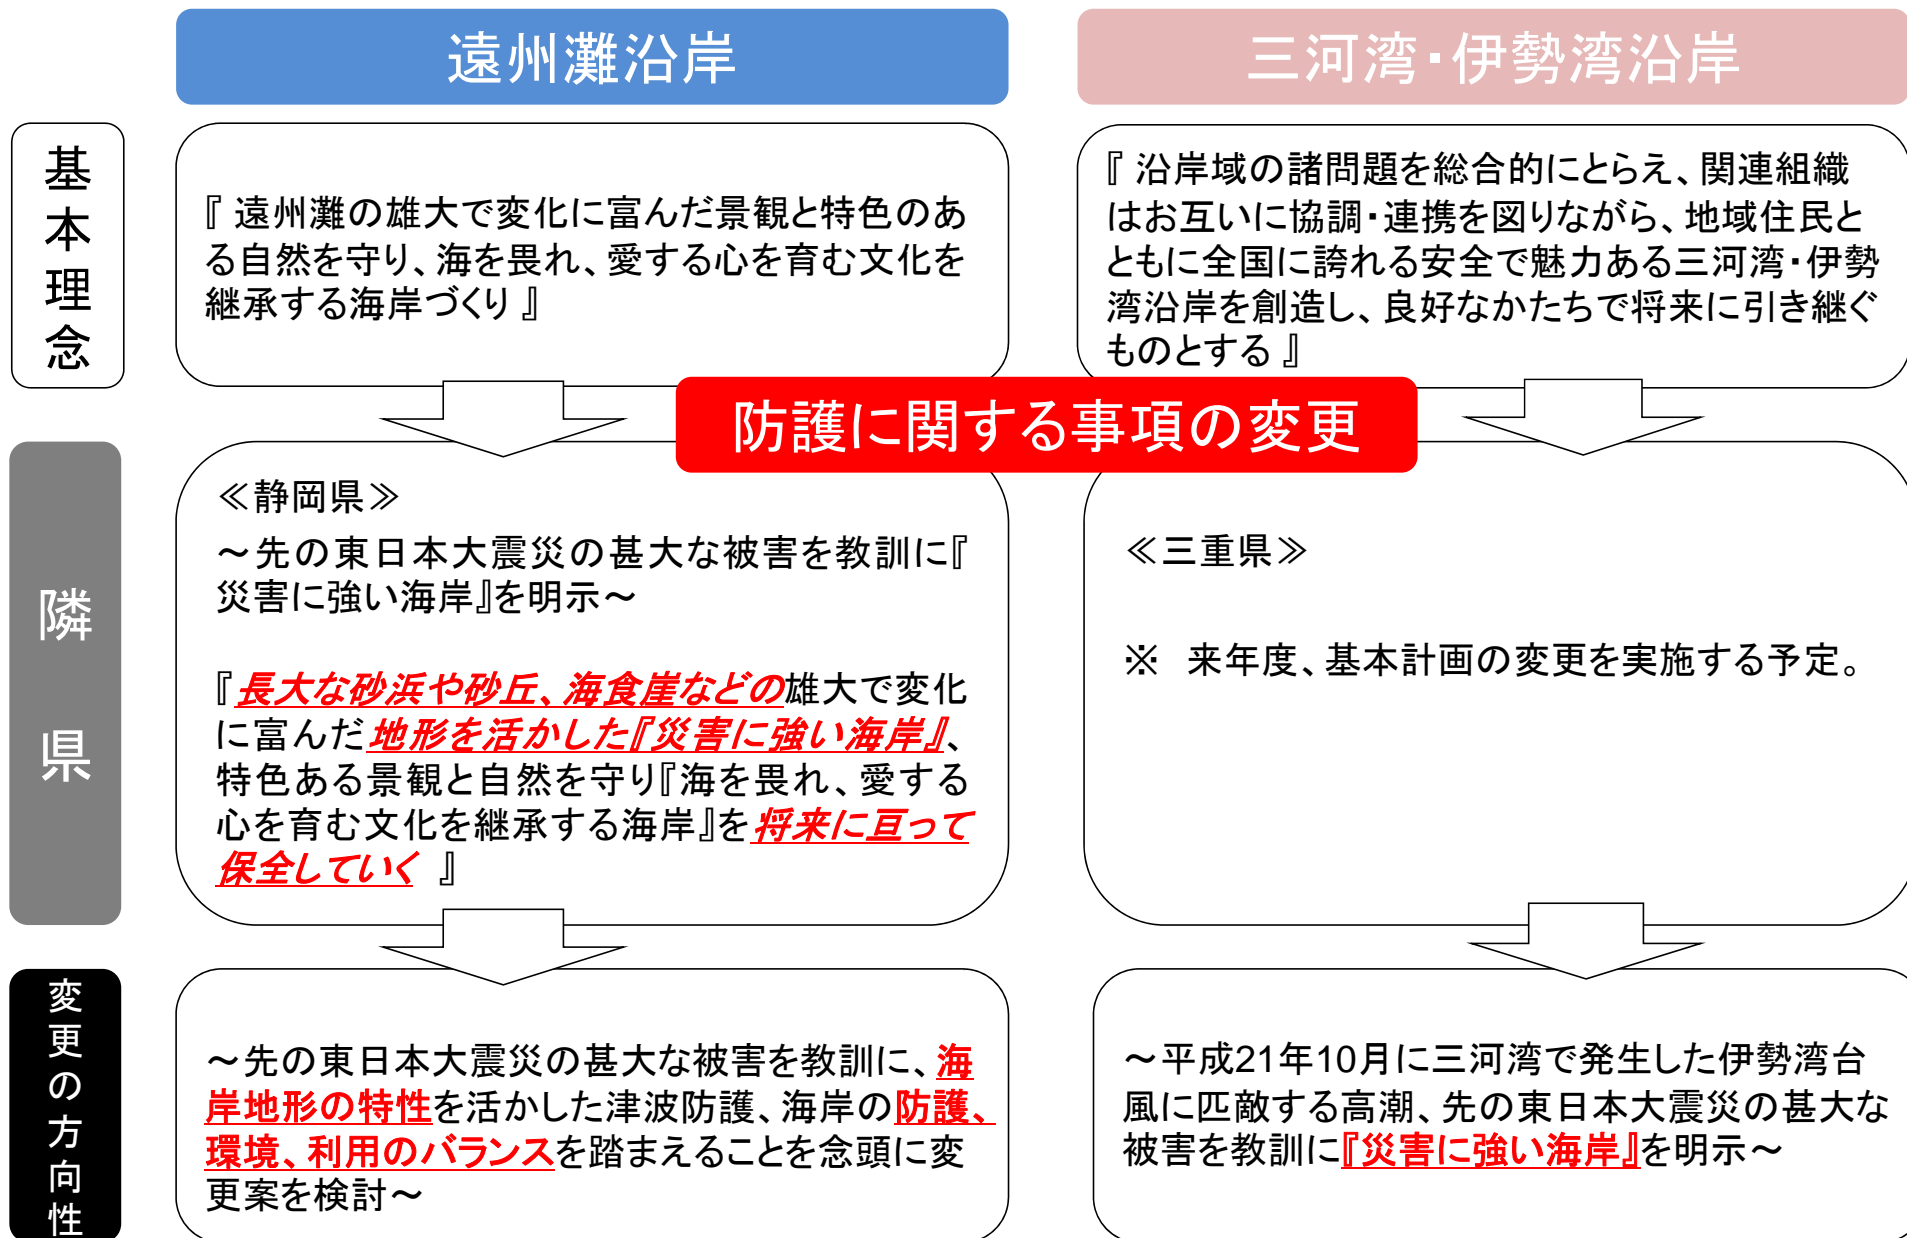 遠州灘沿岸
三河湾・伊勢湾沿岸
基本理念
『 遠州灘の雄大で変化に富んだ景観と特色のあ
る自然を守り、海を畏れ、愛する心を育む文化を
継承する海岸づくり 』
『 沿岸域の諸問題を総合的にとらえ、関連組織
はお互いに協調・連携を図りながら、地域住民と
ともに全国に誇れる安全で魅力ある三河湾・伊勢
湾沿岸を創造し、良好なかたちで将来に引き継ぐ
ものとする 』
防護に関する事項の変更
隣県
≪静岡県≫
～先の東日本大震災の甚大な被害を教訓に『
災害に強い海岸』を明示～
『長大な砂浜や砂丘、海食崖などの雄大で変化
に富んだ地形を活かした『災害に強い海岸』、
特色ある景観と自然を守り『海を畏れ、愛する
心を育む文化を継承する海岸』を将来に亘って
保全していく 』
≪三重県≫
※ 来年度、基本計画の変更を実施する予定。
変更の方向性
～先の東日本大震災の甚大な被害を教訓に、海
岸地形の特性を活かした津波防護、海岸の防護、
環境、利用のバランスを踏まえることを念頭に変
更案を検討～
～平成21年10月に三河湾で発生した伊勢湾台
風に匹敵する高潮、先の東日本大震災の甚大な
被害を教訓に『災害に強い海岸』を明示～